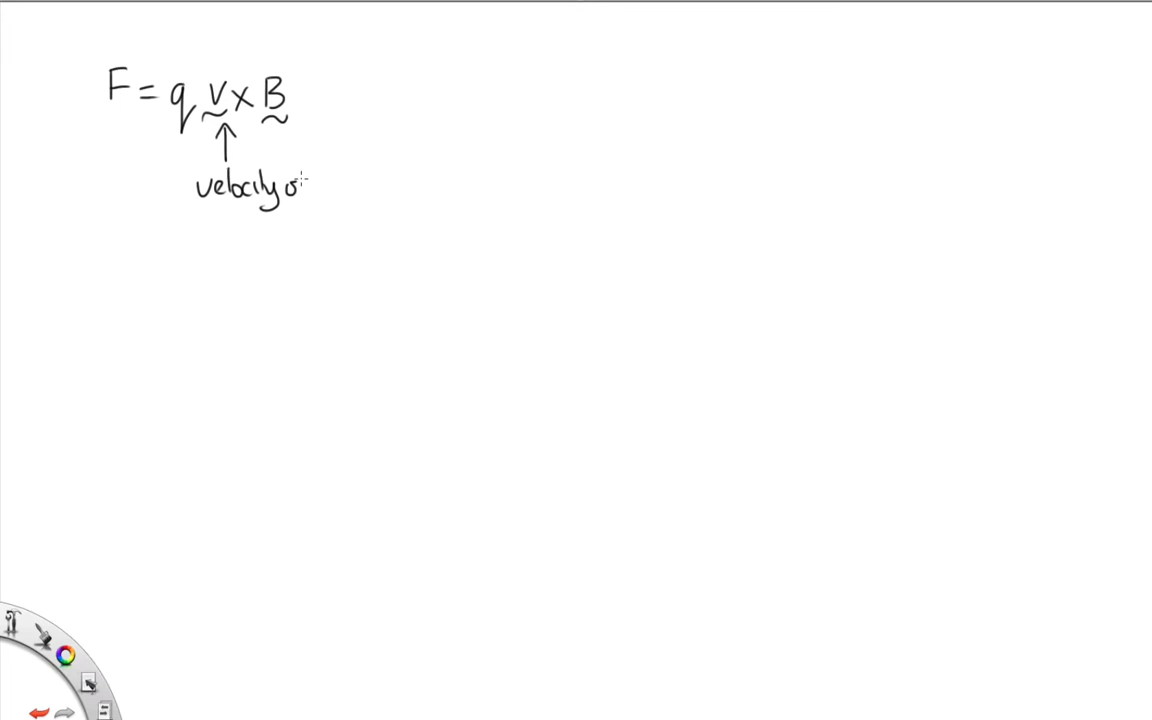 F = q v × B
velocity o